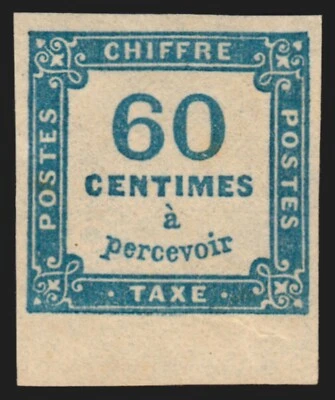 CHIFFRE
POSTES
60
CENTIMES
à
percevoir
POSTES
· TAXE ·